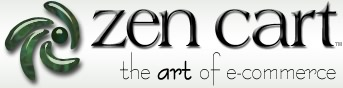 zen cart™
the art of e-commerce